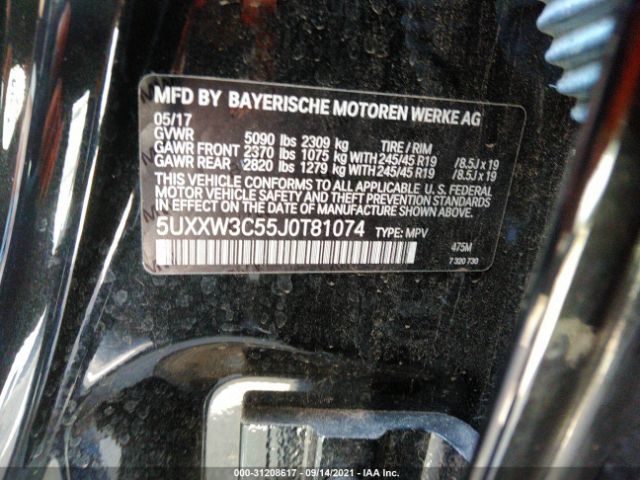 MFD BY BAYERISCHE MOTOREN WERKE AG
05/17
GVWR 5090 lbs 2309 kg TIRE / RIM
GAWR FRONT 2370 lbs 1075 kg WITH 245/45 R19 /8.5J x 19
GAWR REAR 2820 lbs 1279 kg WITH 245/45 R19 /8.5J x 19
THIS VEHICLE CONFORMS TO ALL APPLICABLE U. S. FEDERAL
MOTOR VEHICLE SAFETY AND THEFT PREVENTION STANDARDS
IN EFFECT ON THE DATE OF MANUFACTURE SHOWN ABOVE.
5UXXW3C55J0T81074 TYPE: MPV
475M
7 320 730
000-31208617 - 09/14/2021 - IAA Inc.